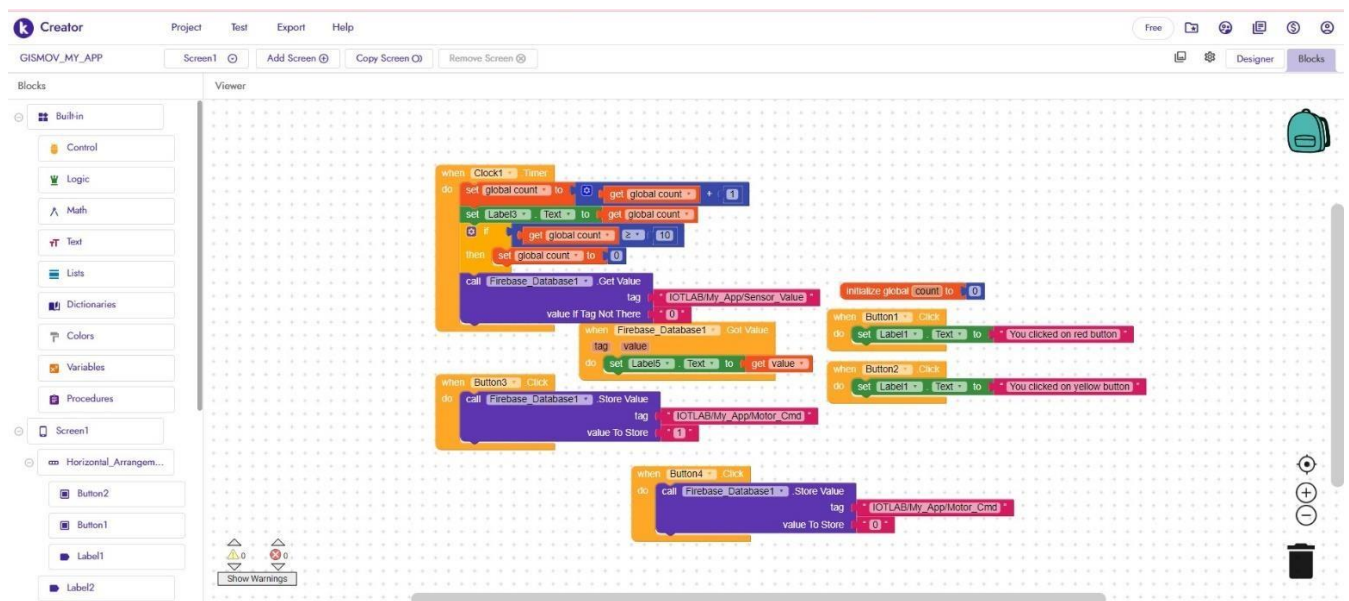 Creator
Project Test Export Help
Free
GISMOV_MY_APP
Screen1 Add Screen Copy Screen Remove Screen
Designer Blocks
Blocks
Viewer
Built-in
Control
Logic
Math
Text
Lists
Dictionaries
Colors
Variables
Procedures
Screen1
Horizontal_Arrangem...
Button2
Button1
Label1
Label2
when Clock1 Timer
do set global count to get global count + 1
set Label3 . Text to get global count
if get global count ≥ 10
then set global count to 0
call Firebase_Database1 .Get Value
tag " IOTLAB/My_App/Sensor_Value "
value If Tag Not There " 0 "
when Firebase_Database1 Got Value
tag value
do set Label5 . Text to get value
when Button3 Click
do call Firebase_Database1 .Store Value
tag " IOTLAB/My_App/Motor_Cmd "
value To Store " 1 "
initialize global count to 0
when Button1 Click
do set Label1 . Text to " You clicked on red button "
when Button2 Click
do set Label1 . Text to " You clicked on yellow button "
when Button4 Click
do call Firebase_Database1 .Store Value
tag " IOTLAB/My_App/Motor_Cmd "
value To Store " 0 "
0 0
Show Warnings